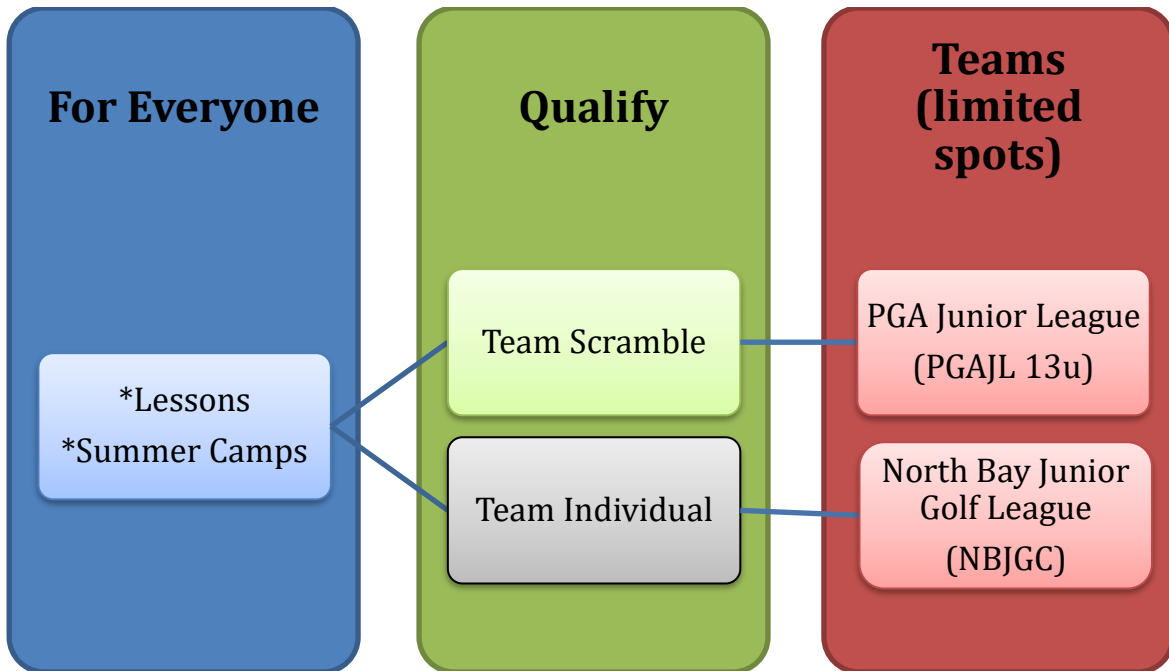 For Everyone
*Lessons
*Summer Camps
Qualify
Team Scramble
Team Individual
Teams
(limited
spots)
PGA Junior League
(PGAJL 13u)
North Bay Junior
Golf League
(NBJGC)